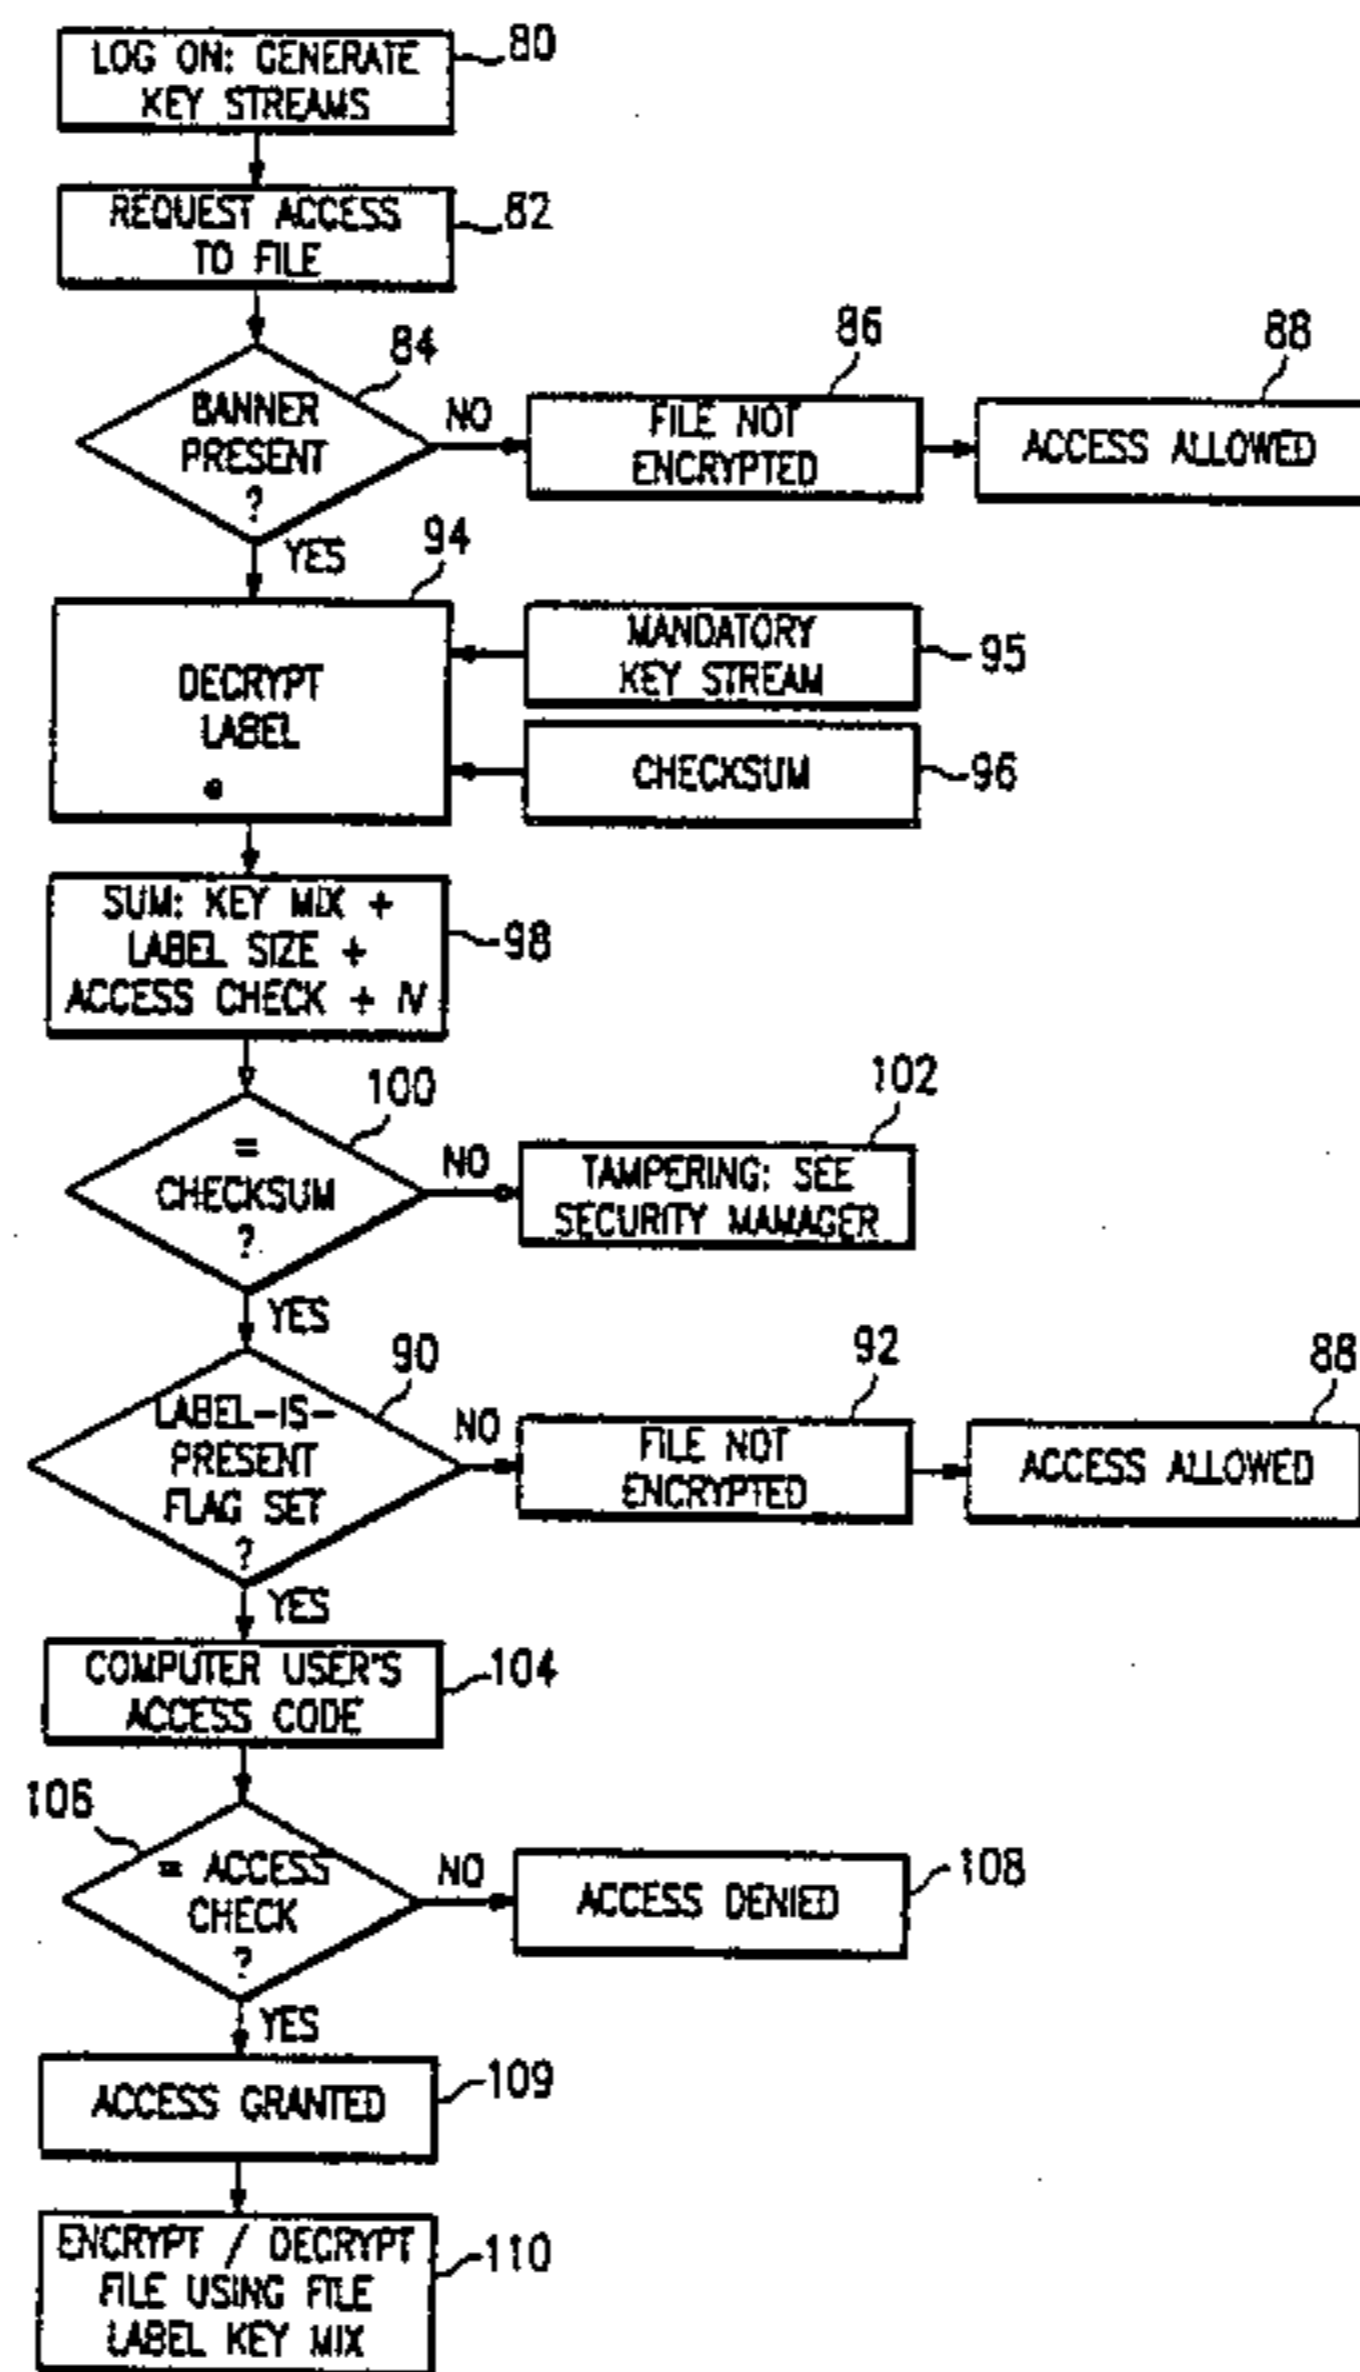 LOG ON: GENERATE
KEY STREAMS
80
REQUEST ACCESS
TO FILE
82
84
BANNER
PRESENT
?
NO
86
FILE NOT
ENCRYPTED
88
ACCESS ALLOWED
YES
94
DECRYPT
LABEL
MANDATORY
KEY STREAM
95
CHECKSUM
96
SUM: KEY MIX +
LABEL SIZE +
ACCESS CHECK + IV
98
100
=
CHECKSUM
?
NO
102
TAMPERING: SEE
SECURITY MAMAGER
YES
90
LABEL-IS-
PRESENT
FLAG SET
?
NO
92
FILE NOT
ENCRYPTED
88
ACCESS ALLOWED
YES
COMPUTER USER'S
ACCESS CODE
104
106
= ACCESS
CHECK
?
NO
ACCESS DENIED
108
YES
ACCESS GRANTED
109
ENCRYPT / DECRYPT
FILE USING FILE
LABEL KEY MIX
110